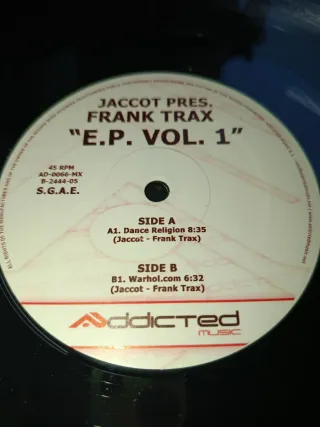 JACCOT PRES.
FRANK TRAX
"E.P. VOL. 1"
45 RPM
AD-0066-MX
B-2444-05
S.G.A.E.
SIDE A
A1. Dance Religion 8:35
(Jaccot - Frank Trax)
SIDE B
B1. Warhol.com 6:32
(Jaccot - Frank Trax)
Addicted
MUSIC